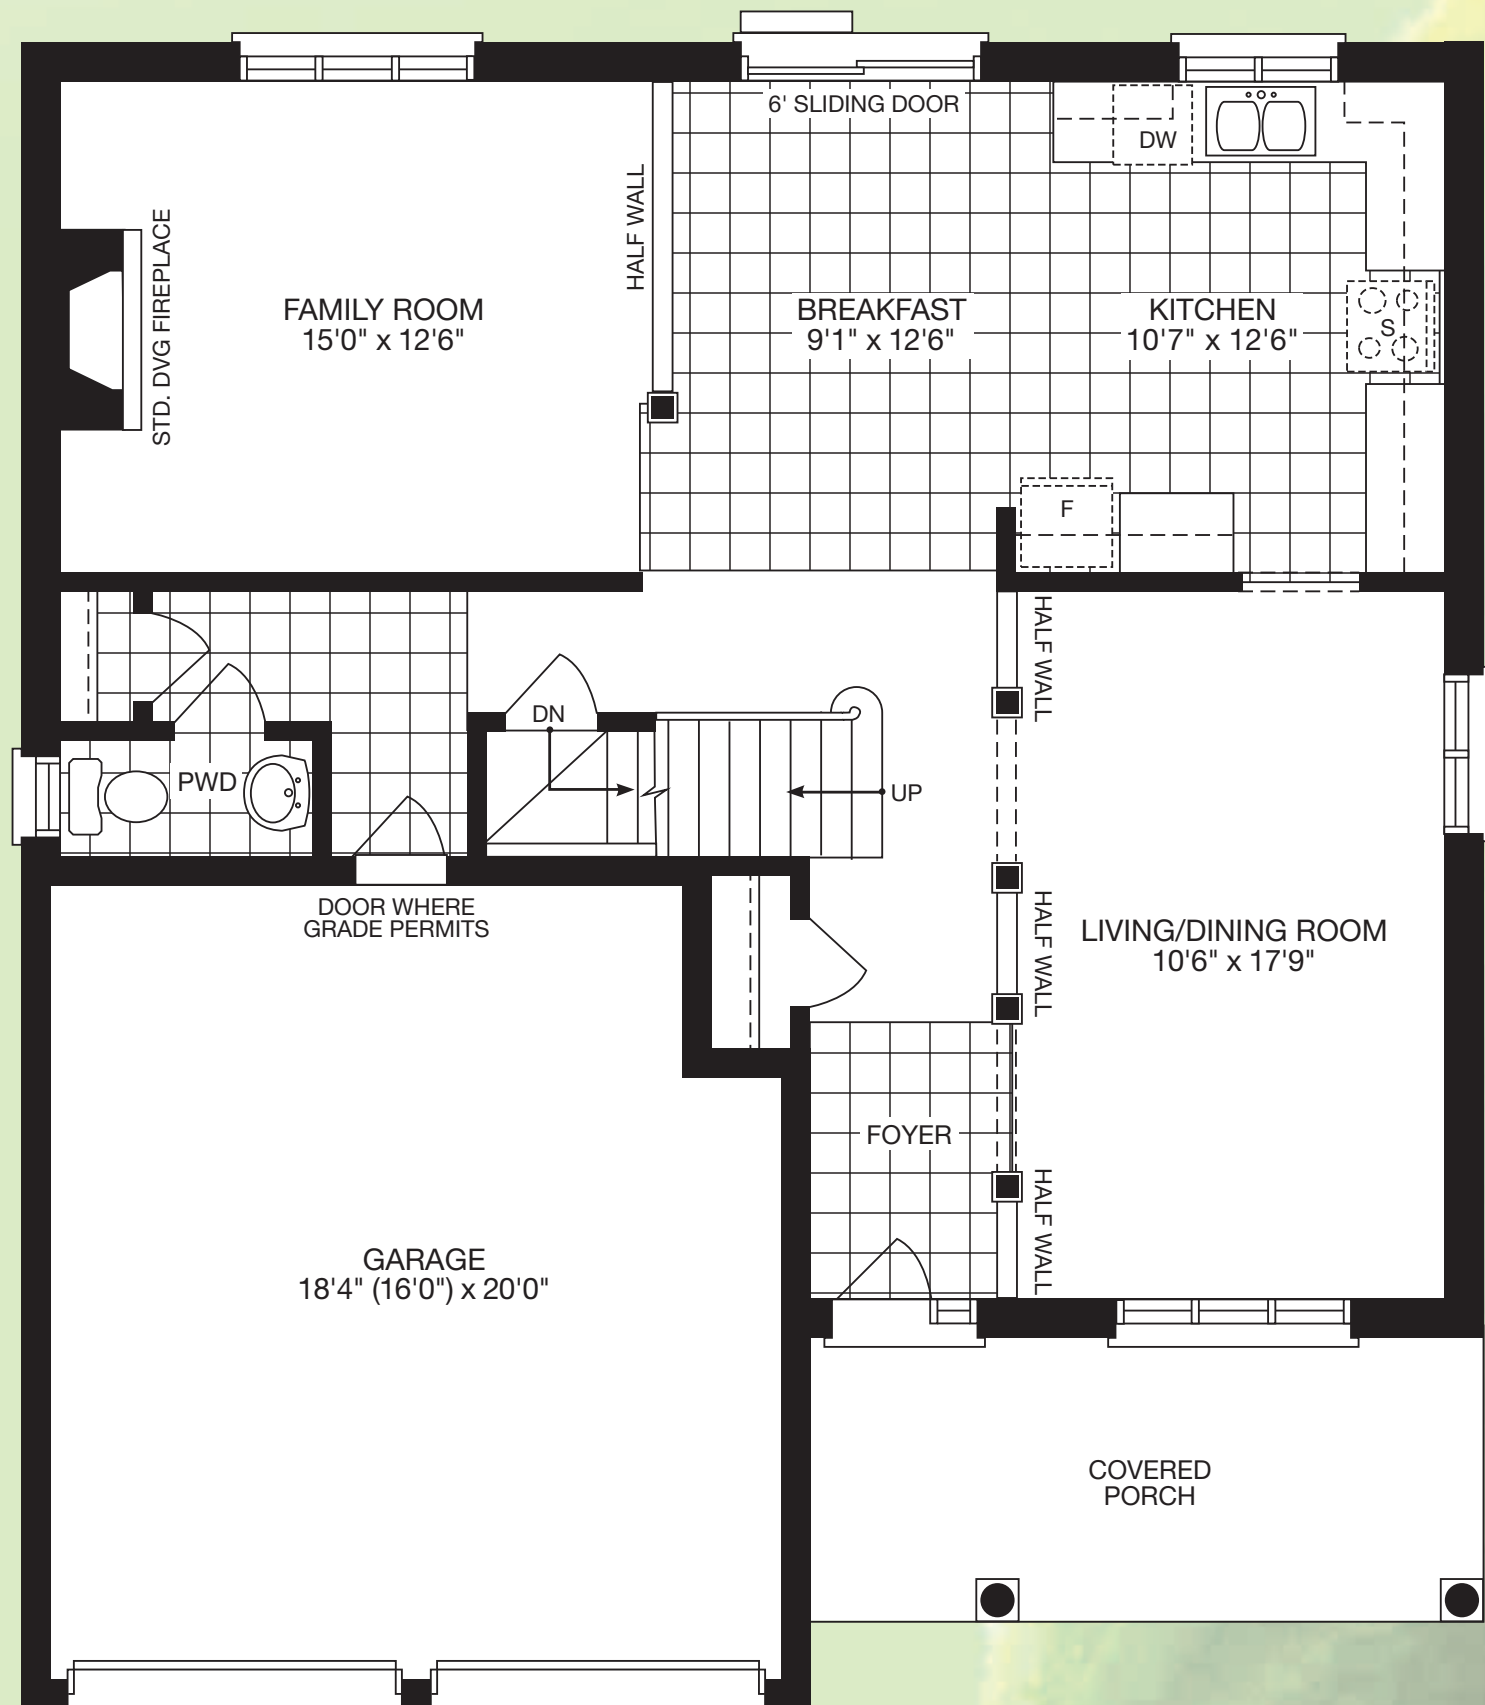 6' SLIDING DOOR
DW
HALF WALL
STD. DVG FIREPLACE
FAMILY ROOM
15'0" x 12'6"
BREAKFAST
9'1" x 12'6"
KITCHEN
10'7" x 12'6"
S
F
HALF WALL
DN
PWD
UP
DOOR WHERE
GRADE PERMITS
HALF WALL
LIVING/DINING ROOM
10'6" x 17'9"
FOYER
HALF WALL
GARAGE
18'4" (16'0") x 20'0"
COVERED
PORCH